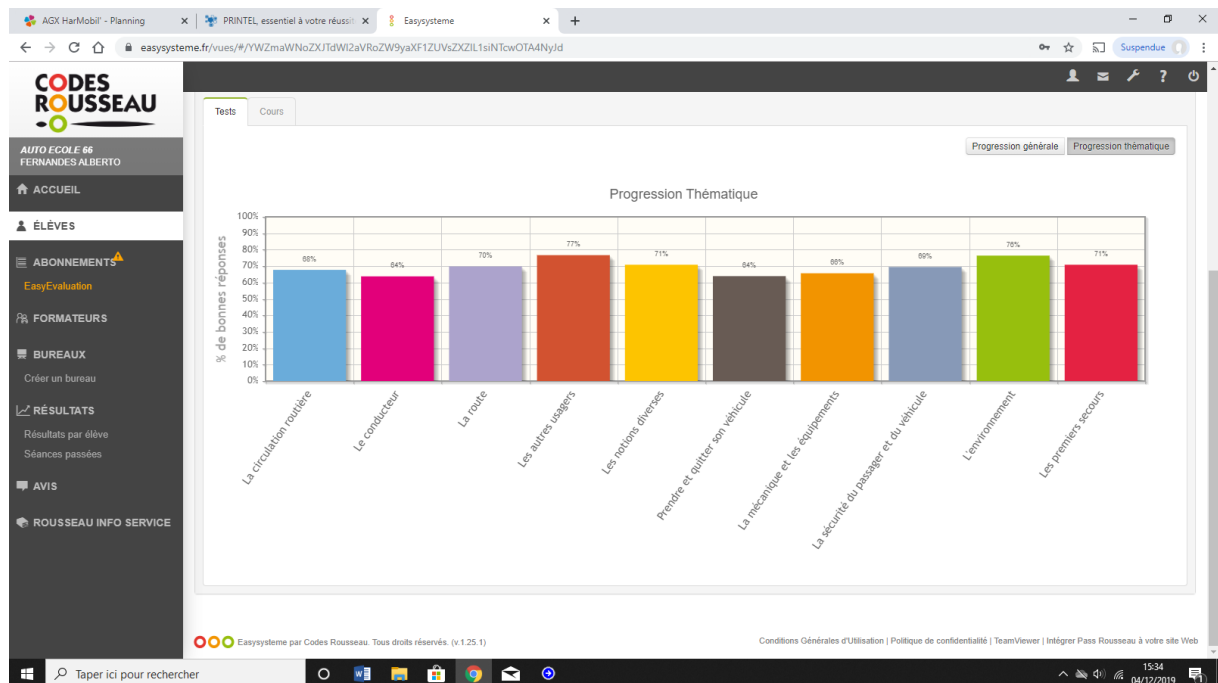 AGX HarMobil' - Planning
PRINTEL, essentiel à votre réussit
Easysysteme
easysysteme.fr/vues/#/YWZmaWNoZXJTdWl2aVRoZW9yaXF1ZUVsZXZlL1siNTcwOTA4NyJd
Suspendue
CODES
ROUSSEAU
AUTO ECOLE 66
FERNANDES ALBERTO
ACCUEIL
ÉLÈVES
ABONNEMENTS
EasyEvaluation
FORMATEURS
BUREAUX
Créer un bureau
RÉSULTATS
Résultats par élève
Séances passées
AVIS
ROUSSEAU INFO SERVICE
Tests
Cours
Progression générale
Progression thématique
Progression Thématique
% de bonnes réponses
100%
90%
80%
70%
60%
50%
40%
30%
20%
10%
0%
68%
64%
70%
77%
71%
64%
66%
69%
76%
71%
La circulation routière
Le conducteur
La route
Les autres usagers
Les notions diverses
Prendre et quitter son véhicule
La mécanique et les équipements
La sécurité du passager et du véhicule
L'environnement
Les premiers secours
Easysysteme par Codes Rousseau. Tous droits réservés. (v.1.25.1)
Conditions Générales d'Utilisation | Politique de confidentialité | TeamViewer | Intégrer Pass Rousseau à votre site Web
Taper ici pour rechercher
15:34
04/12/2019